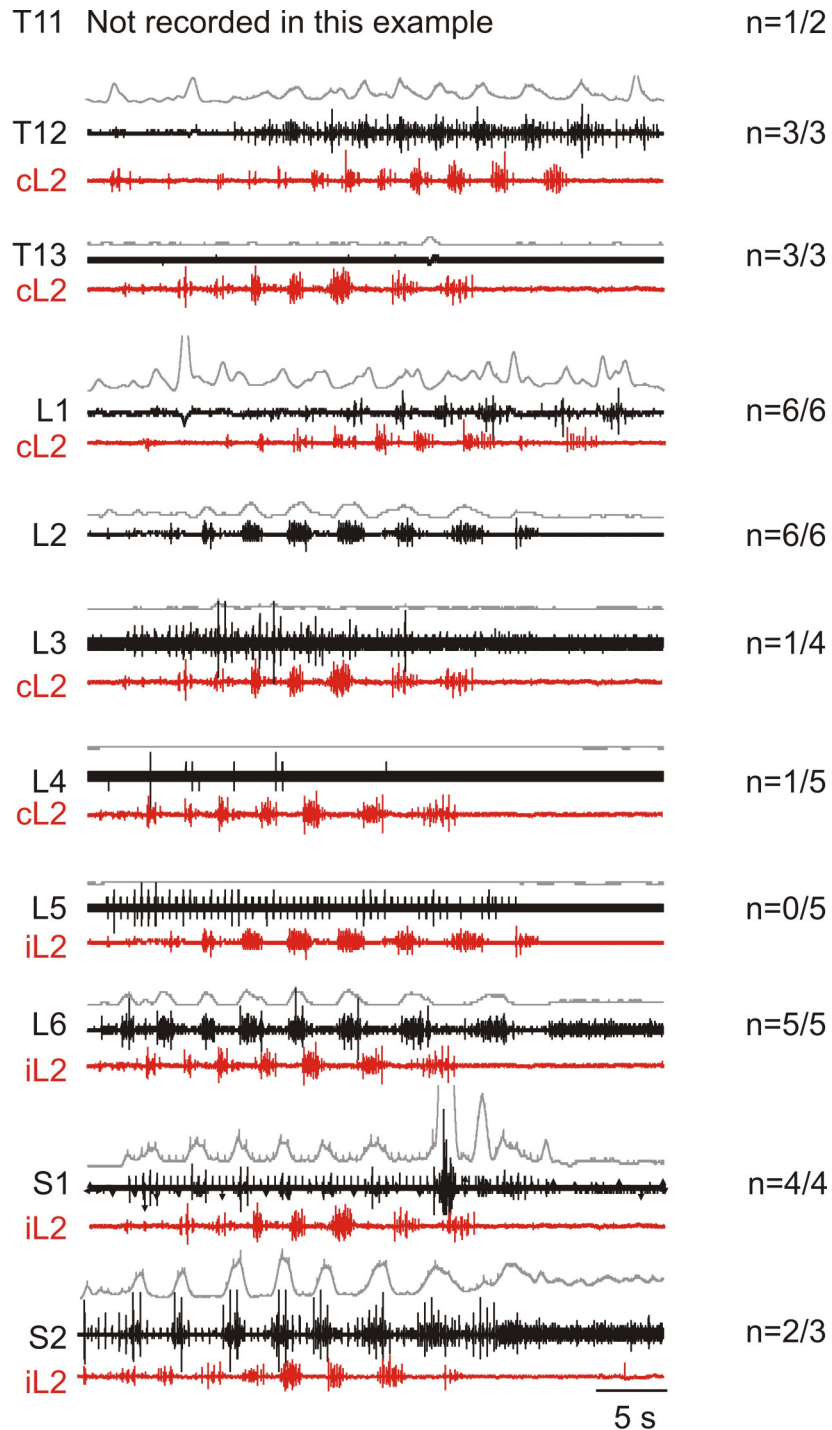 T11 Not recorded in this example n=1/2
T12 n=3/3
cL2
T13 n=3/3
cL2
L1 n=6/6
cL2
L2 n=6/6
L3 n=1/4
cL2
L4 n=1/5
cL2
L5 n=0/5
iL2
L6 n=5/5
iL2
S1 n=4/4
iL2
S2 n=2/3
iL2
5 s